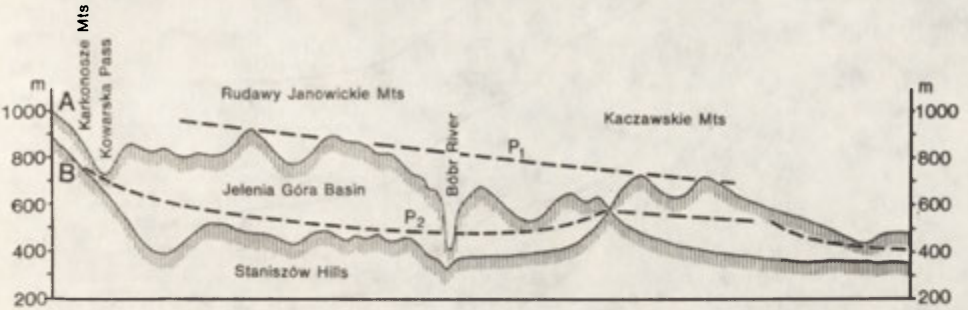 Karkonosze Mts
Kowarska Pass
m
m
A
Rudawy Janowickie Mts
Kaczawskie Mts
1000
1000
Bóbr River
P1
800
800
B
Jelenia Góra Basin
600
600
P2
400
400
Staniszów Hills
200
200